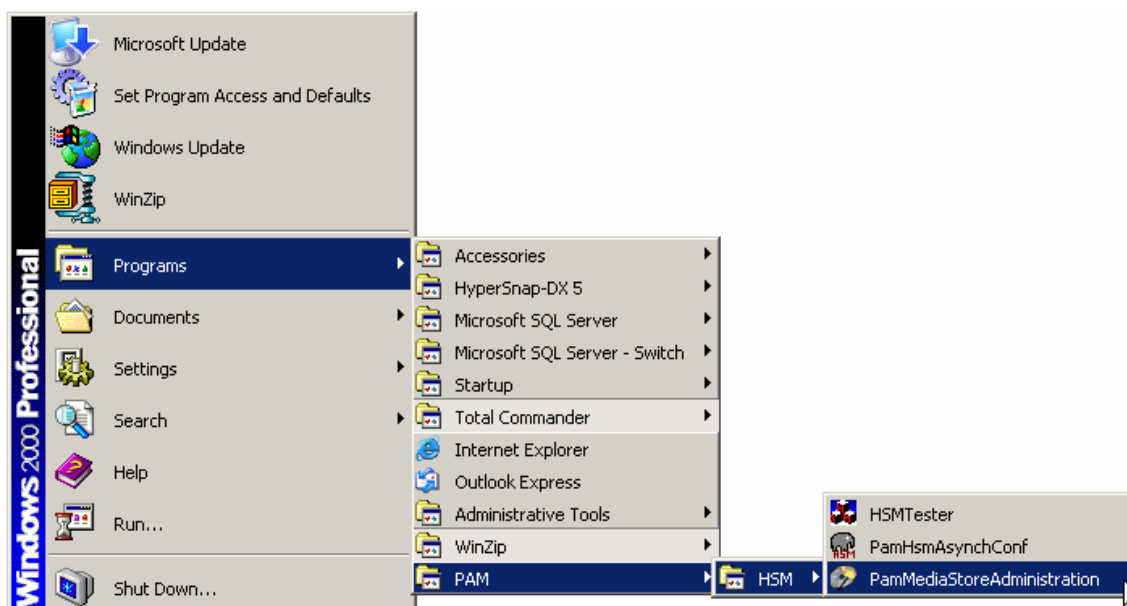 Windows 2000 Professional
Microsoft Update
Set Program Access and Defaults
Windows Update
WinZip
Programs
Documents
Settings
Search
Help
Run...
Shut Down...
Accessories
HyperSnap-DX 5
Microsoft SQL Server
Microsoft SQL Server - Switch
Startup
Total Commander
Internet Explorer
Outlook Express
Administrative Tools
WinZip
PAM
HSM
HSMTester
HSM
PamHsmAsynchConf
PamMediaStoreAdministration